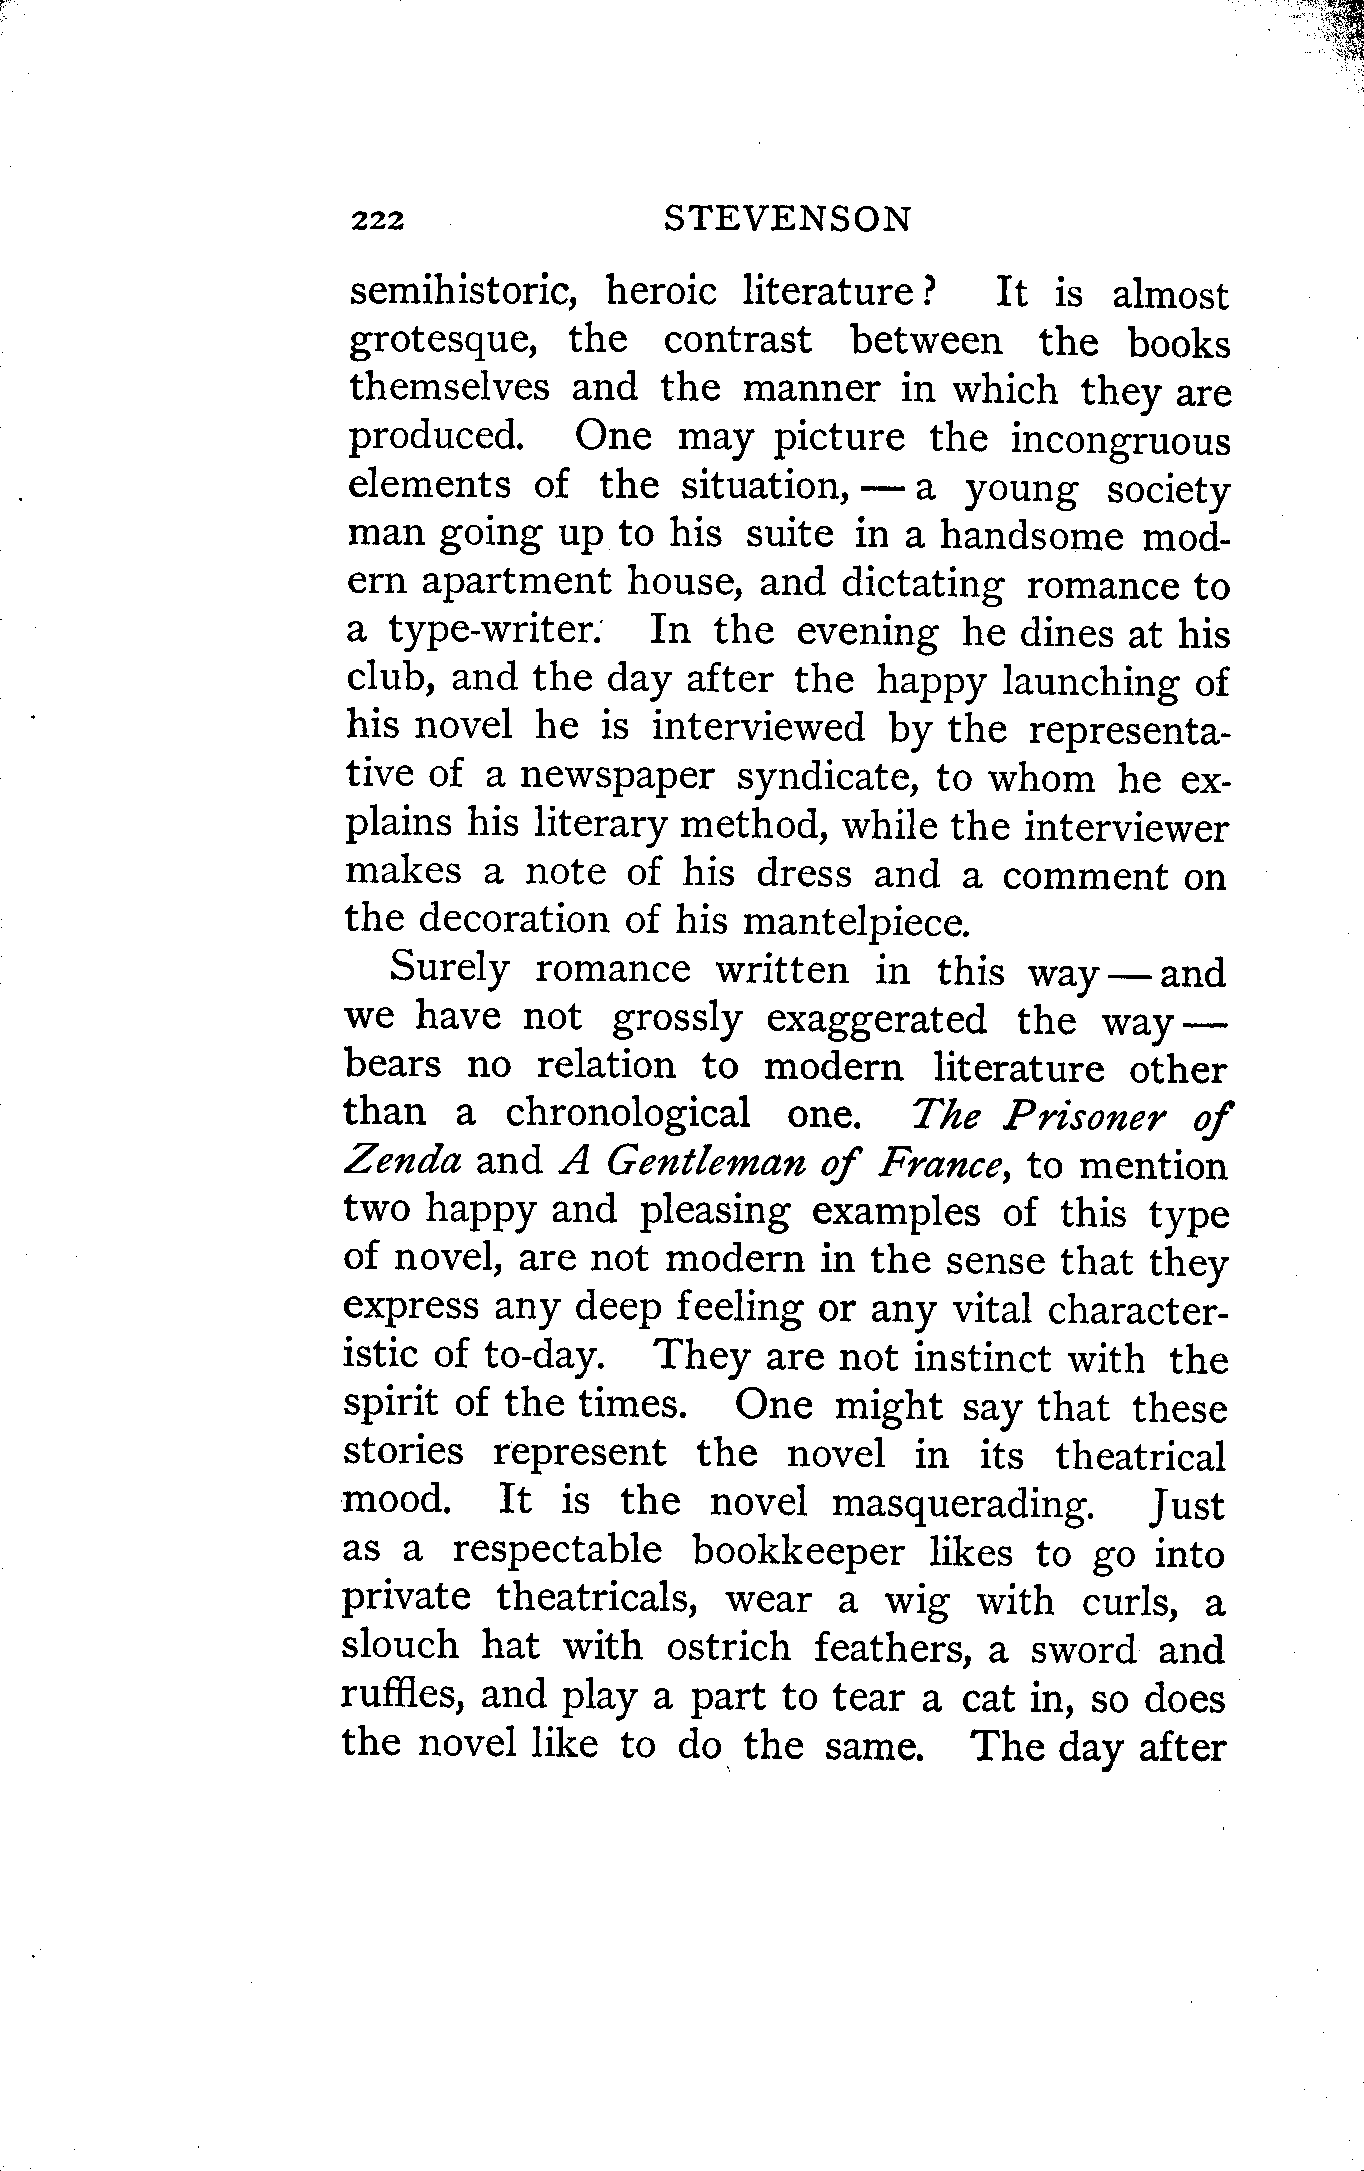 222 STEVENSON
semihistoric, heroic literature? It is almost
grotesque, the contrast between the books
themselves and the manner in which they are
produced. One may picture the incongruous
elements of the situation, — a young society
man going up to his suite in a handsome mod-
ern apartment house, and dictating romance to
a type-writer. In the evening he dines at his
club, and the day after the happy launching of
his novel he is interviewed by the representa-
tive of a newspaper syndicate, to whom he ex-
plains his literary method, while the interviewer
makes a note of his dress and a comment on
the decoration of his mantelpiece.
Surely romance written in this way — and
we have not grossly exaggerated the way —
bears no relation to modern literature other
than a chronological one. The Prisoner of
Zenda and A Gentleman of France, to mention
two happy and pleasing examples of this type
of novel, are not modern in the sense that they
express any deep feeling or any vital character-
istic of to-day. They are not instinct with the
spirit of the times. One might say that these
stories represent the novel in its theatrical
mood. It is the novel masquerading. Just
as a respectable bookkeeper likes to go into
private theatricals, wear a wig with curls, a
slouch hat with ostrich feathers, a sword and
ruffles, and play a part to tear a cat in, so does
the novel like to do the same. The day after